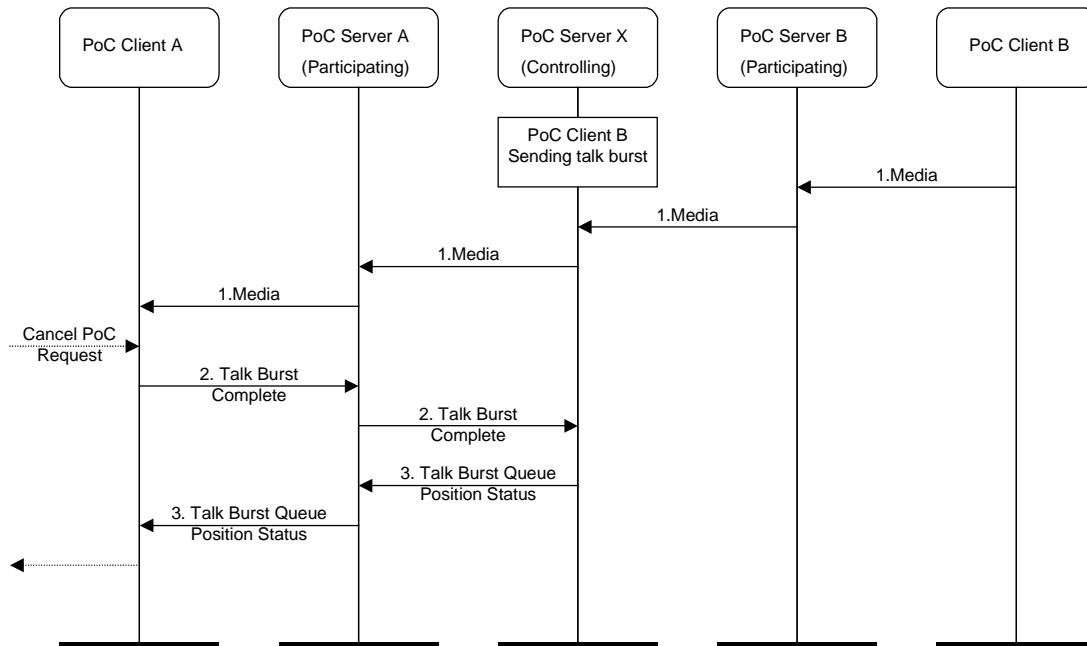 PoC Client A
PoC Server A
(Participating)
PoC Server X
(Controlling)
PoC Server B
(Participating)
PoC Client B
PoC Client B
Sending talk burst
1.Media
1.Media
1.Media
1.Media
Cancel PoC
Request
2. Talk Burst
Complete
2. Talk Burst
Complete
3. Talk Burst Queue
Position Status
3. Talk Burst Queue
Position Status